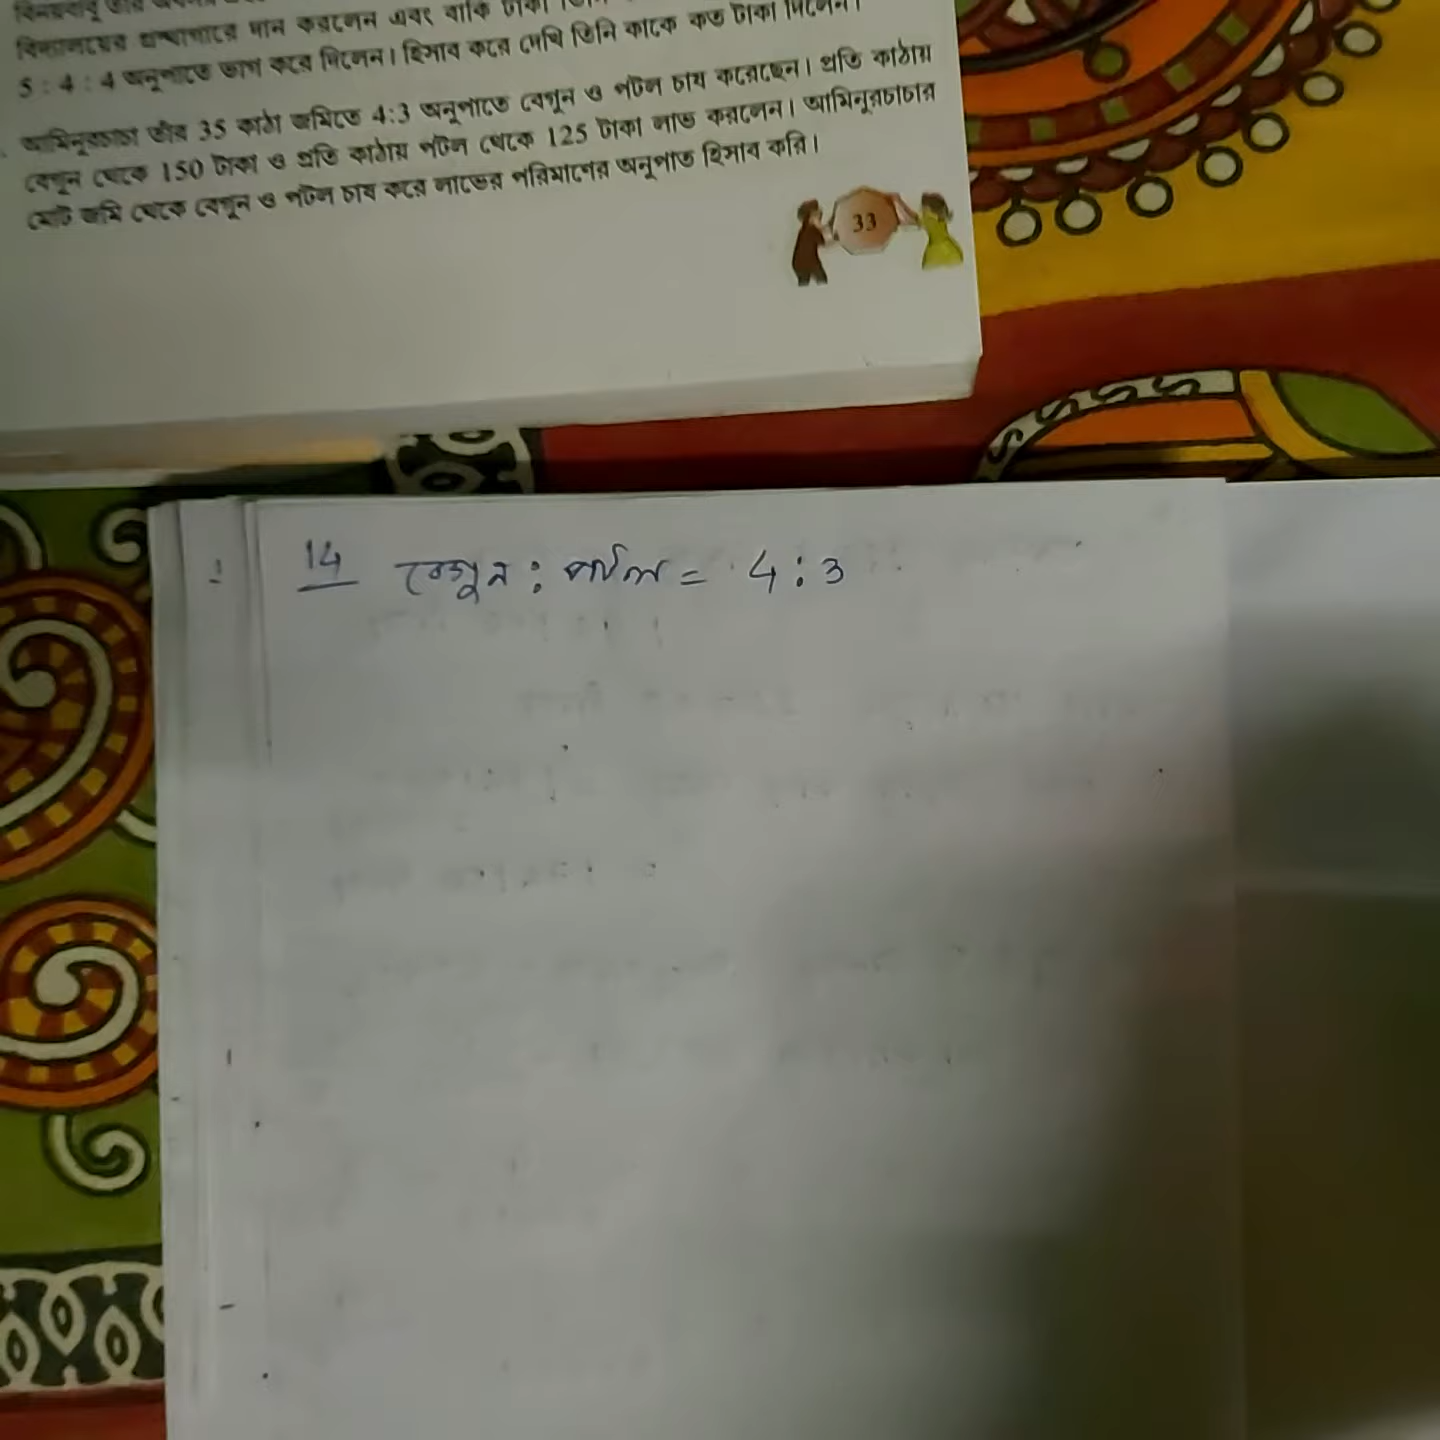 বিদ্যালয়ের গ্রন্থাগারে দান করলেন এবং বাকি টাকা
5 : 4 : 4 অনুপাতে ভাগ করে দিলেন। হিসাব করে দেখি তিনি কাকে কত টাকা দিলেন।
আমিনুরচাচা তাঁর 35 কাঠা জমিতে 4:3 অনুপাতে বেগুন ও পটল চাষ করেছেন। প্রতি কাঠায়
বেগুন থেকে 150 টাকা ও প্রতি কাঠায় পটল থেকে 125 টাকা লাভ করলেন। আমিনুরচাচার
মোট জমি থেকে বেগুন ও পটল চাষ করে লাভের পরিমাণের অনুপাত হিসাব করি।
33
14 বেগুন : পটল = 4 : 3